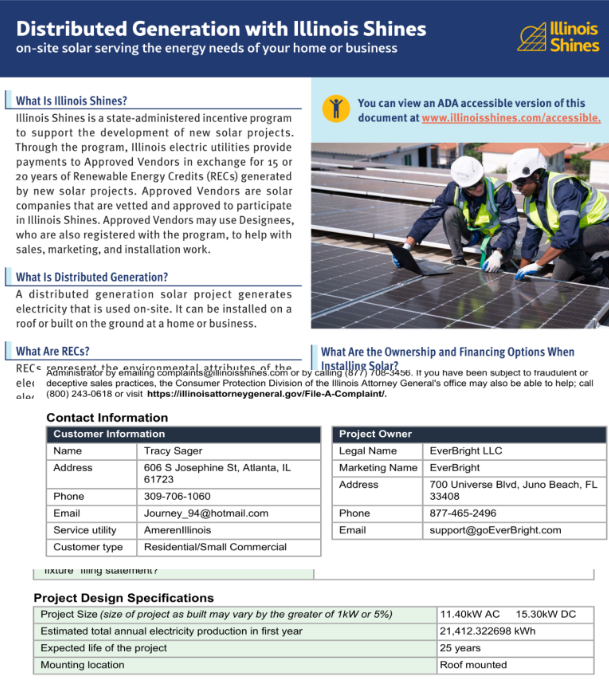 Distributed Generation with Illinois Shines
on-site solar serving the energy needs of your home or business
Illinois
Shines
What Is Illinois Shines?
Illinois Shines is a state-administered incentive program
to support the development of new solar projects.
Through the program, Illinois electric utilities provide
payments to Approved Vendors in exchange for 15 or
20 years of Renewable Energy Credits (RECs) generated
by new solar projects. Approved Vendors are solar
companies that are vetted and approved to participate
in Illinois Shines. Approved Vendors may use Designees,
who are also registered with the program, to help with
sales, marketing, and installation work.
What Is Distributed Generation?
A distributed generation solar project generates
electricity that is used on-site. It can be installed on a
roof or built on the ground at a home or business.
What Are RECs?
RECs represent the environmental attributes of the
You can view an ADA accessible version of this
document at www.illinoisshines.com/accessible.
What Are the Ownership and Financing Options When
Installing Solar?
Administrator by emailing complaints@illinoisshines.com or by calling (877) 708-3456. If you have been subject to fraudulent or
deceptive sales practices, the Consumer Protection Division of the Illinois Attorney General's office may also be able to help; call
(800) 243-0618 or visit https://illinoisattorneygeneral.gov/File-A-Complaint/.
Contact Information
Customer Information
Name Tracy Sager
Address 606 S Josephine St, Atlanta, IL
61723
Phone 309-706-1060
Email Journey_94@hotmail.com
Service utility AmerenIllinois
Customer type Residential/Small Commercial
Project Owner
Legal Name EverBright LLC
Marketing Name EverBright
Address 700 Universe Blvd, Juno Beach, FL
33408
Phone 877-465-2496
Email support@goEverBright.com
fixture filing statement?
Project Design Specifications
Project Size (size of project as built may vary by the greater of 1kW or 5%) 11.40kW AC 15.30kW DC
Estimated total annual electricity production in first year 21,412.322698 kWh
Expected life of the project 25 years
Mounting location Roof mounted